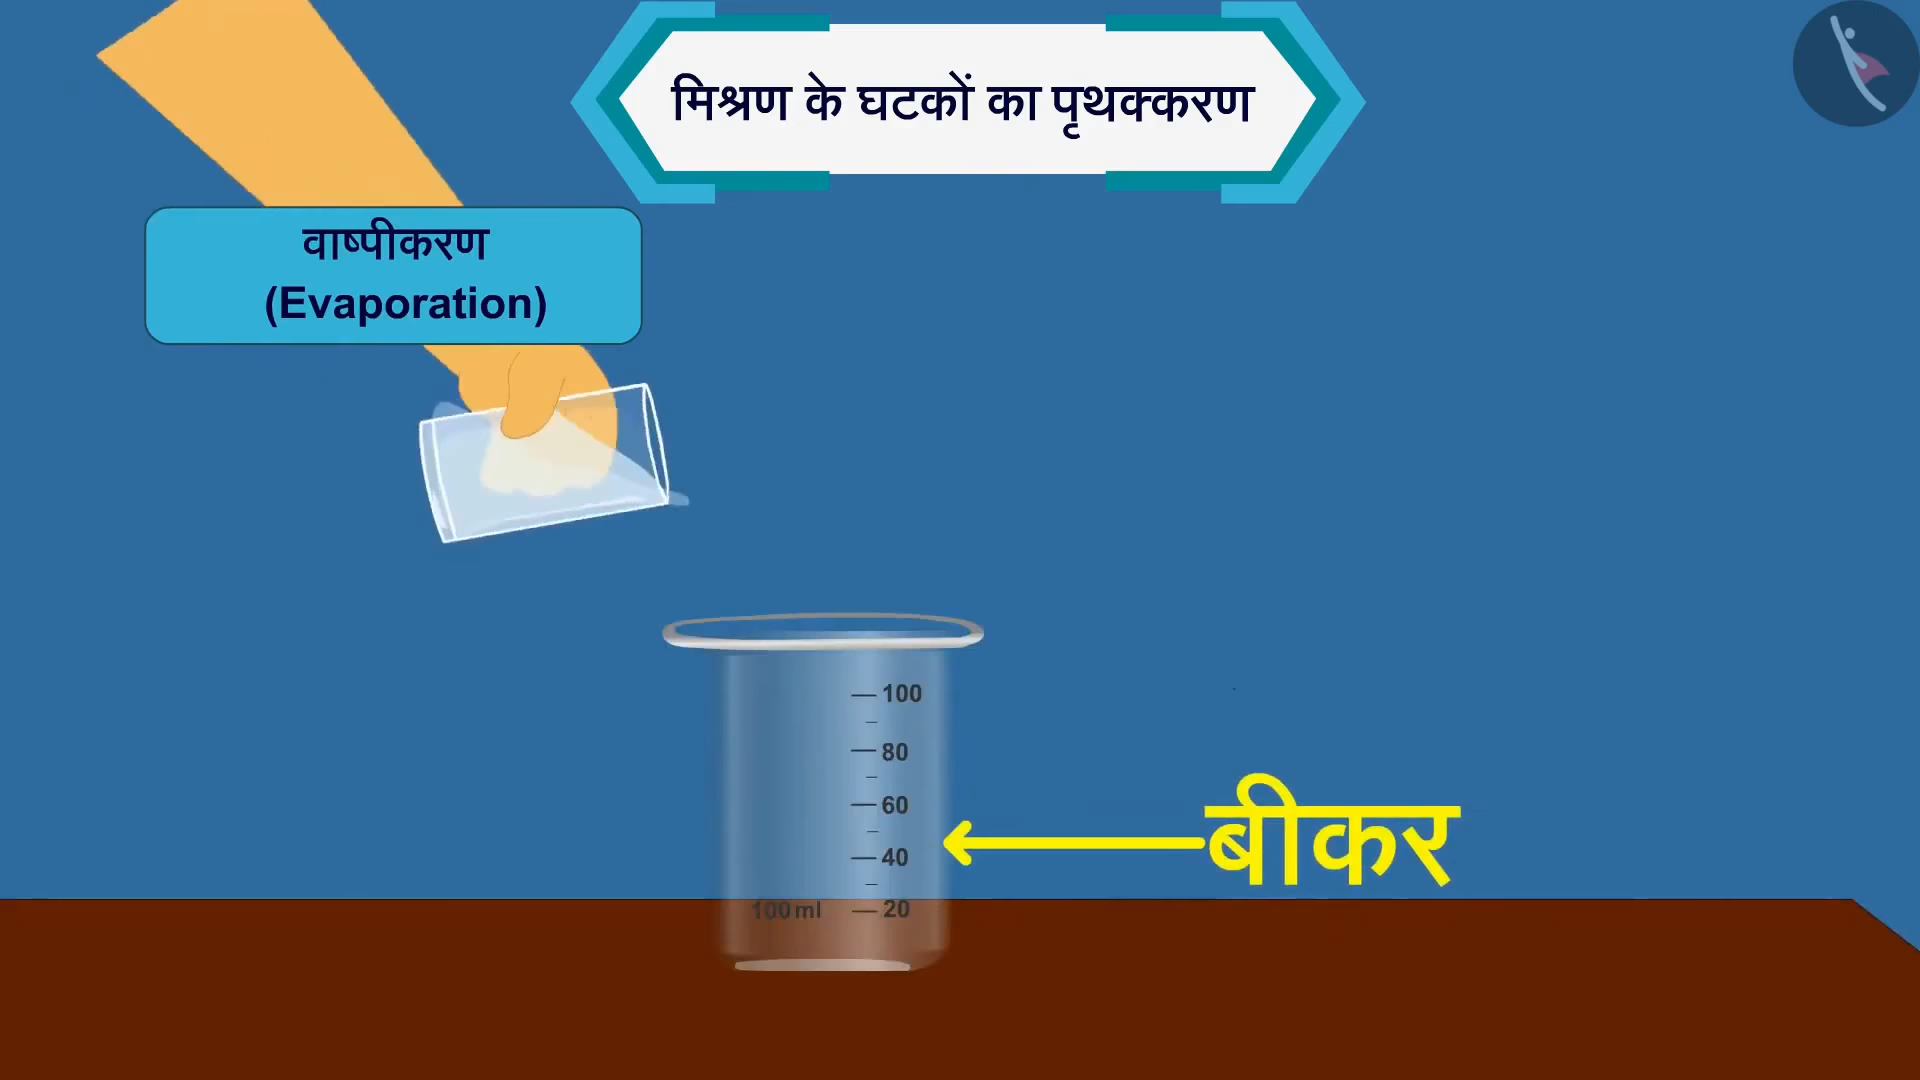 मिश्रण के घटकों का पृथक्करण
वाष्पीकरण
(Evaporation)
100
80
60
बीकर
40
100 ml
20